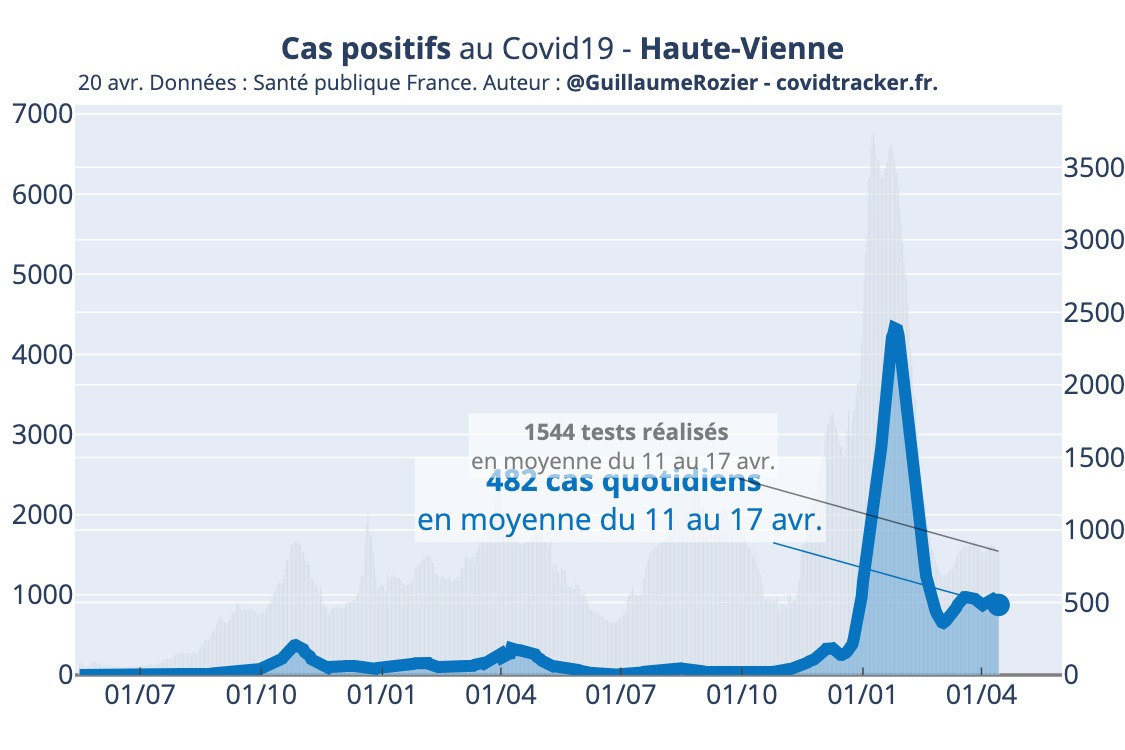 Cas positifs au Covid19 - Haute-Vienne
20 avr. Données : Santé publique France. Auteur : @GuillaumeRozier - covidtracker.fr.
7000
6000
5000
4000
3000
2000
1000
0
3500
3000
2500
2000
1500
1000
500
0
1544 tests réalisés
en moyenne du 11 au 17 avr.
482 cas quotidiens
en moyenne du 11 au 17 avr.
01/07 01/10 01/01 01/04 01/07 01/10 01/01 01/04